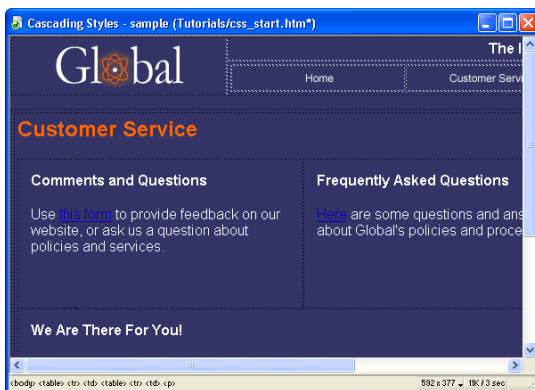 Cascading Styles - sample (Tutorials/css_start.htm*)
Global
The
Home
Customer Servi
Customer Service
Comments and Questions
Use this form to provide feedback on our
website, or ask us a question about
policies and services.
Frequently Asked Questions
Here are some questions and ans
about Global's policies and proce
We Are There For You!
<body> <table> <tr> <td> <table> <tr> <td> <p>
592 x 377
11K / 3 sec